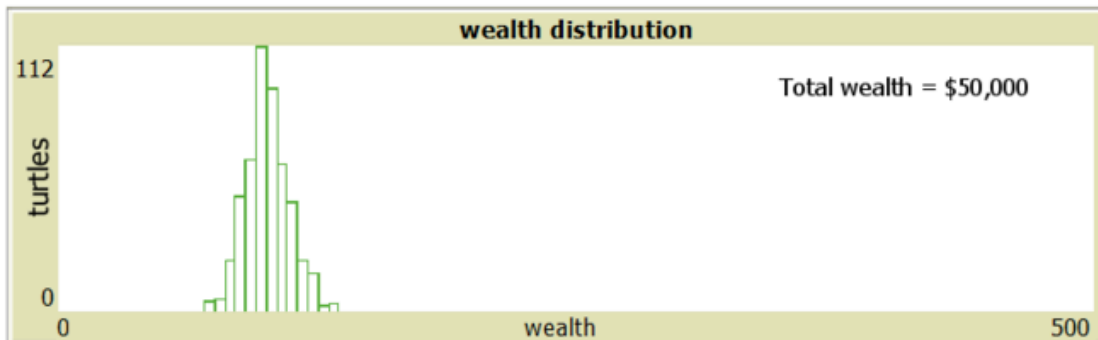 wealth distribution
112
Total wealth = $50,000
turtles
0
0 wealth 500